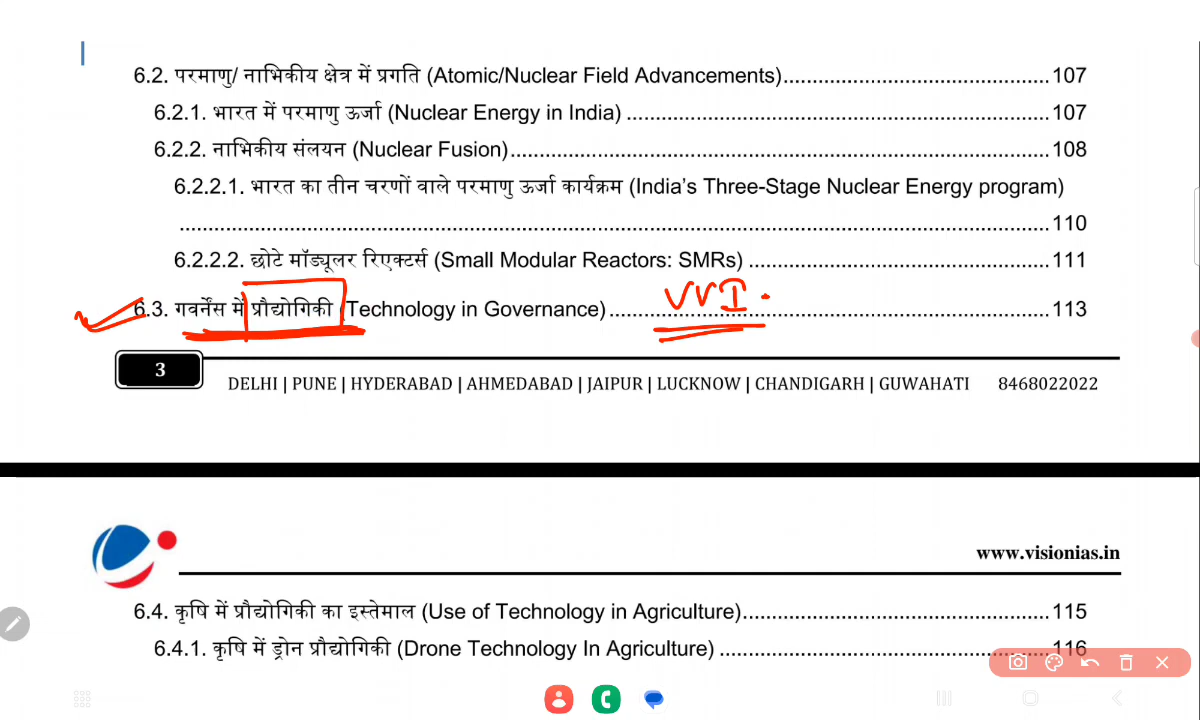 6.2. परमाणु/ नाभिकीय क्षेत्र में प्रगति (Atomic/Nuclear Field Advancements)..............................................107
6.2.1. भारत में परमाणु ऊर्जा (Nuclear Energy in India) ........................................................................107
6.2.2. नाभिकीय संलयन (Nuclear Fusion)............................................................................................108
6.2.2.1. भारत का तीन चरणों वाले परमाणु ऊर्जा कार्यक्रम (India's Three-Stage Nuclear Energy program)
....................................................................................................................................................110
6.2.2.2. छोटे मॉड्यूलर रिएक्टर्स (Small Modular Reactors: SMRs) ....................................................111
6.3. गवर्नेंस में प्रौद्योगिकी (Technology in Governance)...........................................................................113
VVI.
3
DELHI | PUNE | HYDERABAD | AHMEDABAD | JAIPUR | LUCKNOW | CHANDIGARH | GUWAHATI 8468022022
www.visionias.in
6.4. कृषि में प्रौद्योगिकी का इस्तेमाल (Use of Technology in Agriculture).....................................................115
6.4.1. कृषि में ड्रोन प्रौद्योगिकी (Drone Technology In Agriculture) .........................................................116